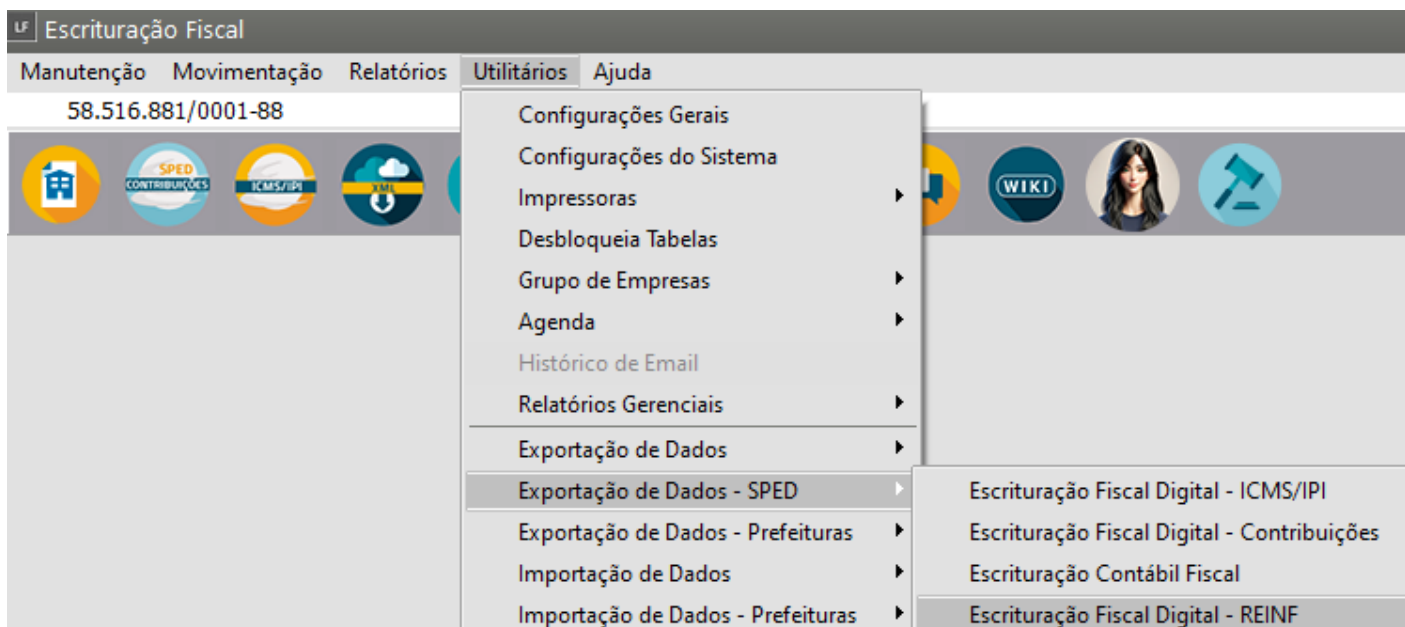 LF Escrituração Fiscal
Manutenção Movimentação Relatórios Utilitários Ajuda
58.516.881/0001-88
SPED CONTRIBUIÇÕES
ICMS/IPI
XML
WIKI
Configurações Gerais
Configurações do Sistema
Impressoras
Desbloqueia Tabelas
Grupo de Empresas
Agenda
Histórico de Email
Relatórios Gerenciais
Exportação de Dados
Exportação de Dados - SPED
Exportação de Dados - Prefeituras
Importação de Dados
Importação de Dados - Prefeituras
Escrituração Fiscal Digital - ICMS/IPI
Escrituração Fiscal Digital - Contribuições
Escrituração Contábil Fiscal
Escrituração Fiscal Digital - REINF